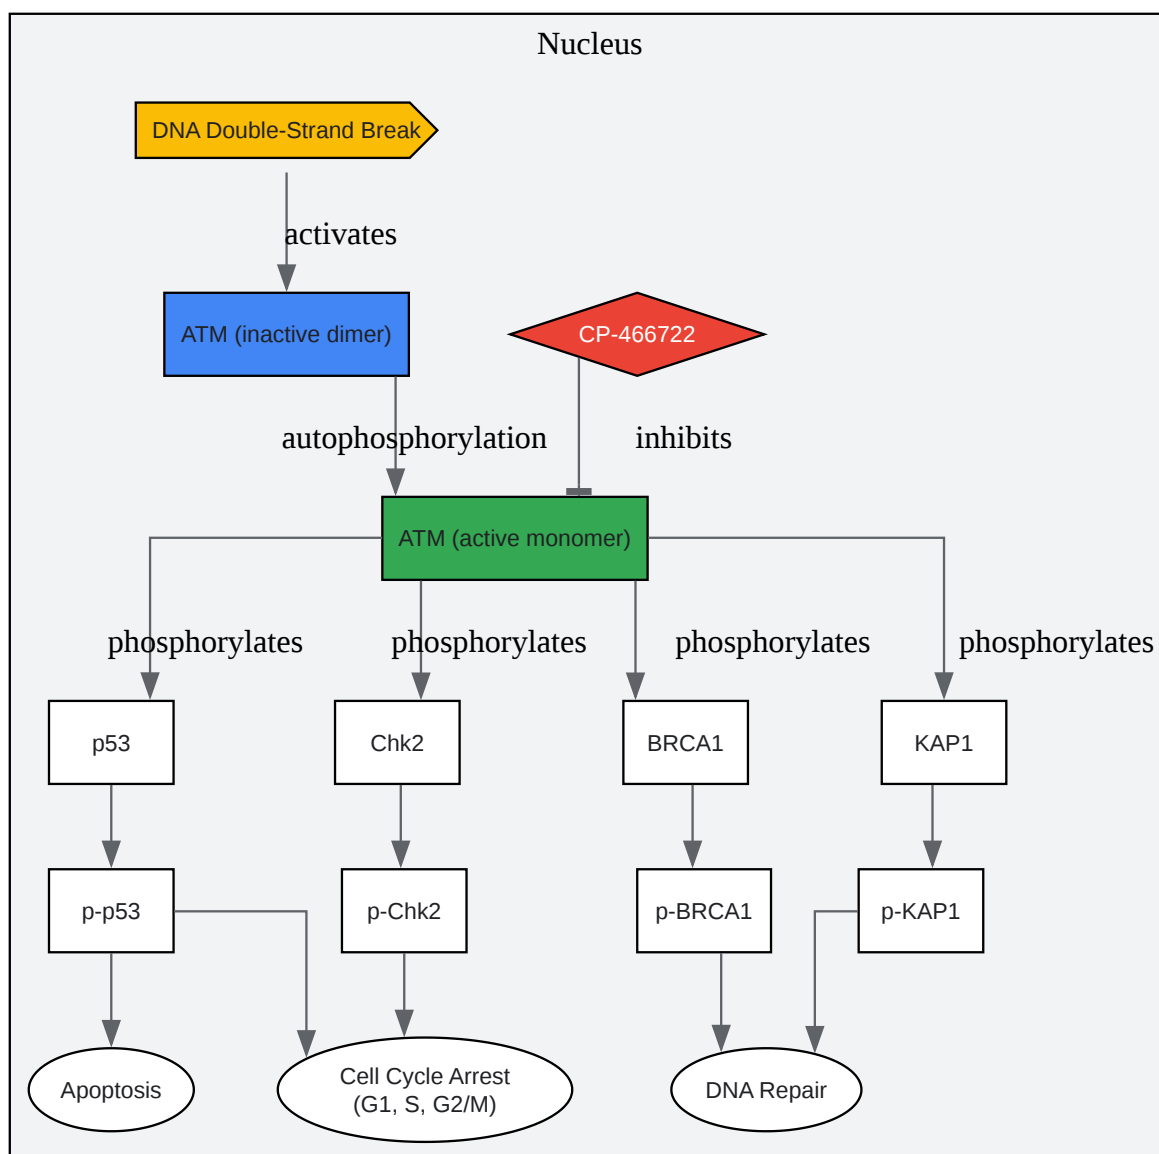 Nucleus
DNA Double-Strand Break
activates
ATM (inactive dimer)
CP-466722
autophosphorylation
inhibits
ATM (active monomer)
phosphorylates
phosphorylates
phosphorylates
phosphorylates
p53
Chk2
BRCA1
KAP1
p-p53
p-Chk2
p-BRCA1
p-KAP1
Apoptosis
Cell Cycle Arrest
(G1, S, G2/M)
DNA Repair